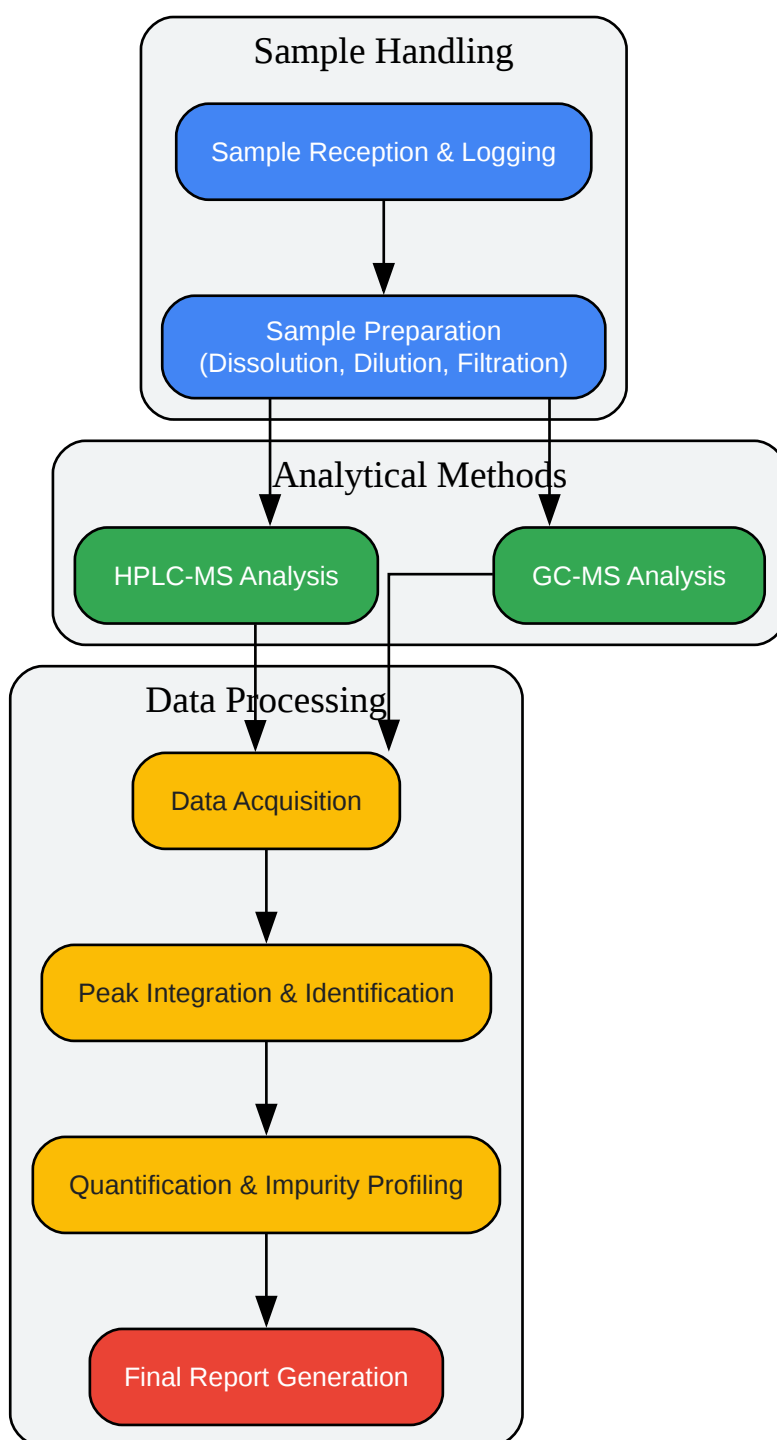 Sample Handling
Sample Reception & Logging
Sample Preparation
(Dissolution, Dilution, Filtration)
Analytical Methods
HPLC-MS Analysis
GC-MS Analysis
Data Processing
Data Acquisition
Peak Integration & Identification
Quantification & Impurity Profiling
Final Report Generation